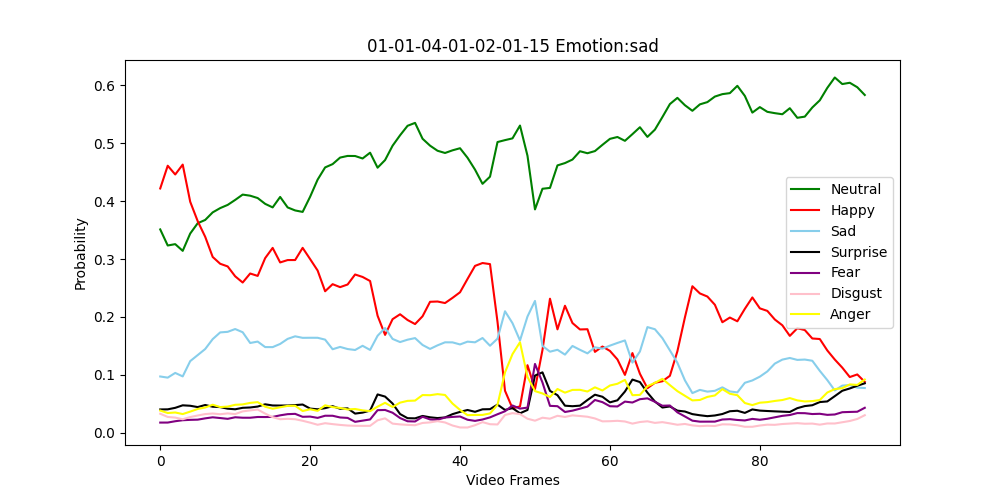 01-01-04-01-02-01-15 Emotion:sad
0.6
0.5
0.4
0.3
0.2
0.1
0.0
Probability
Neutral
Happy
Sad
Surprise
Fear
Disgust
Anger
0 20 40 60 80
Video Frames